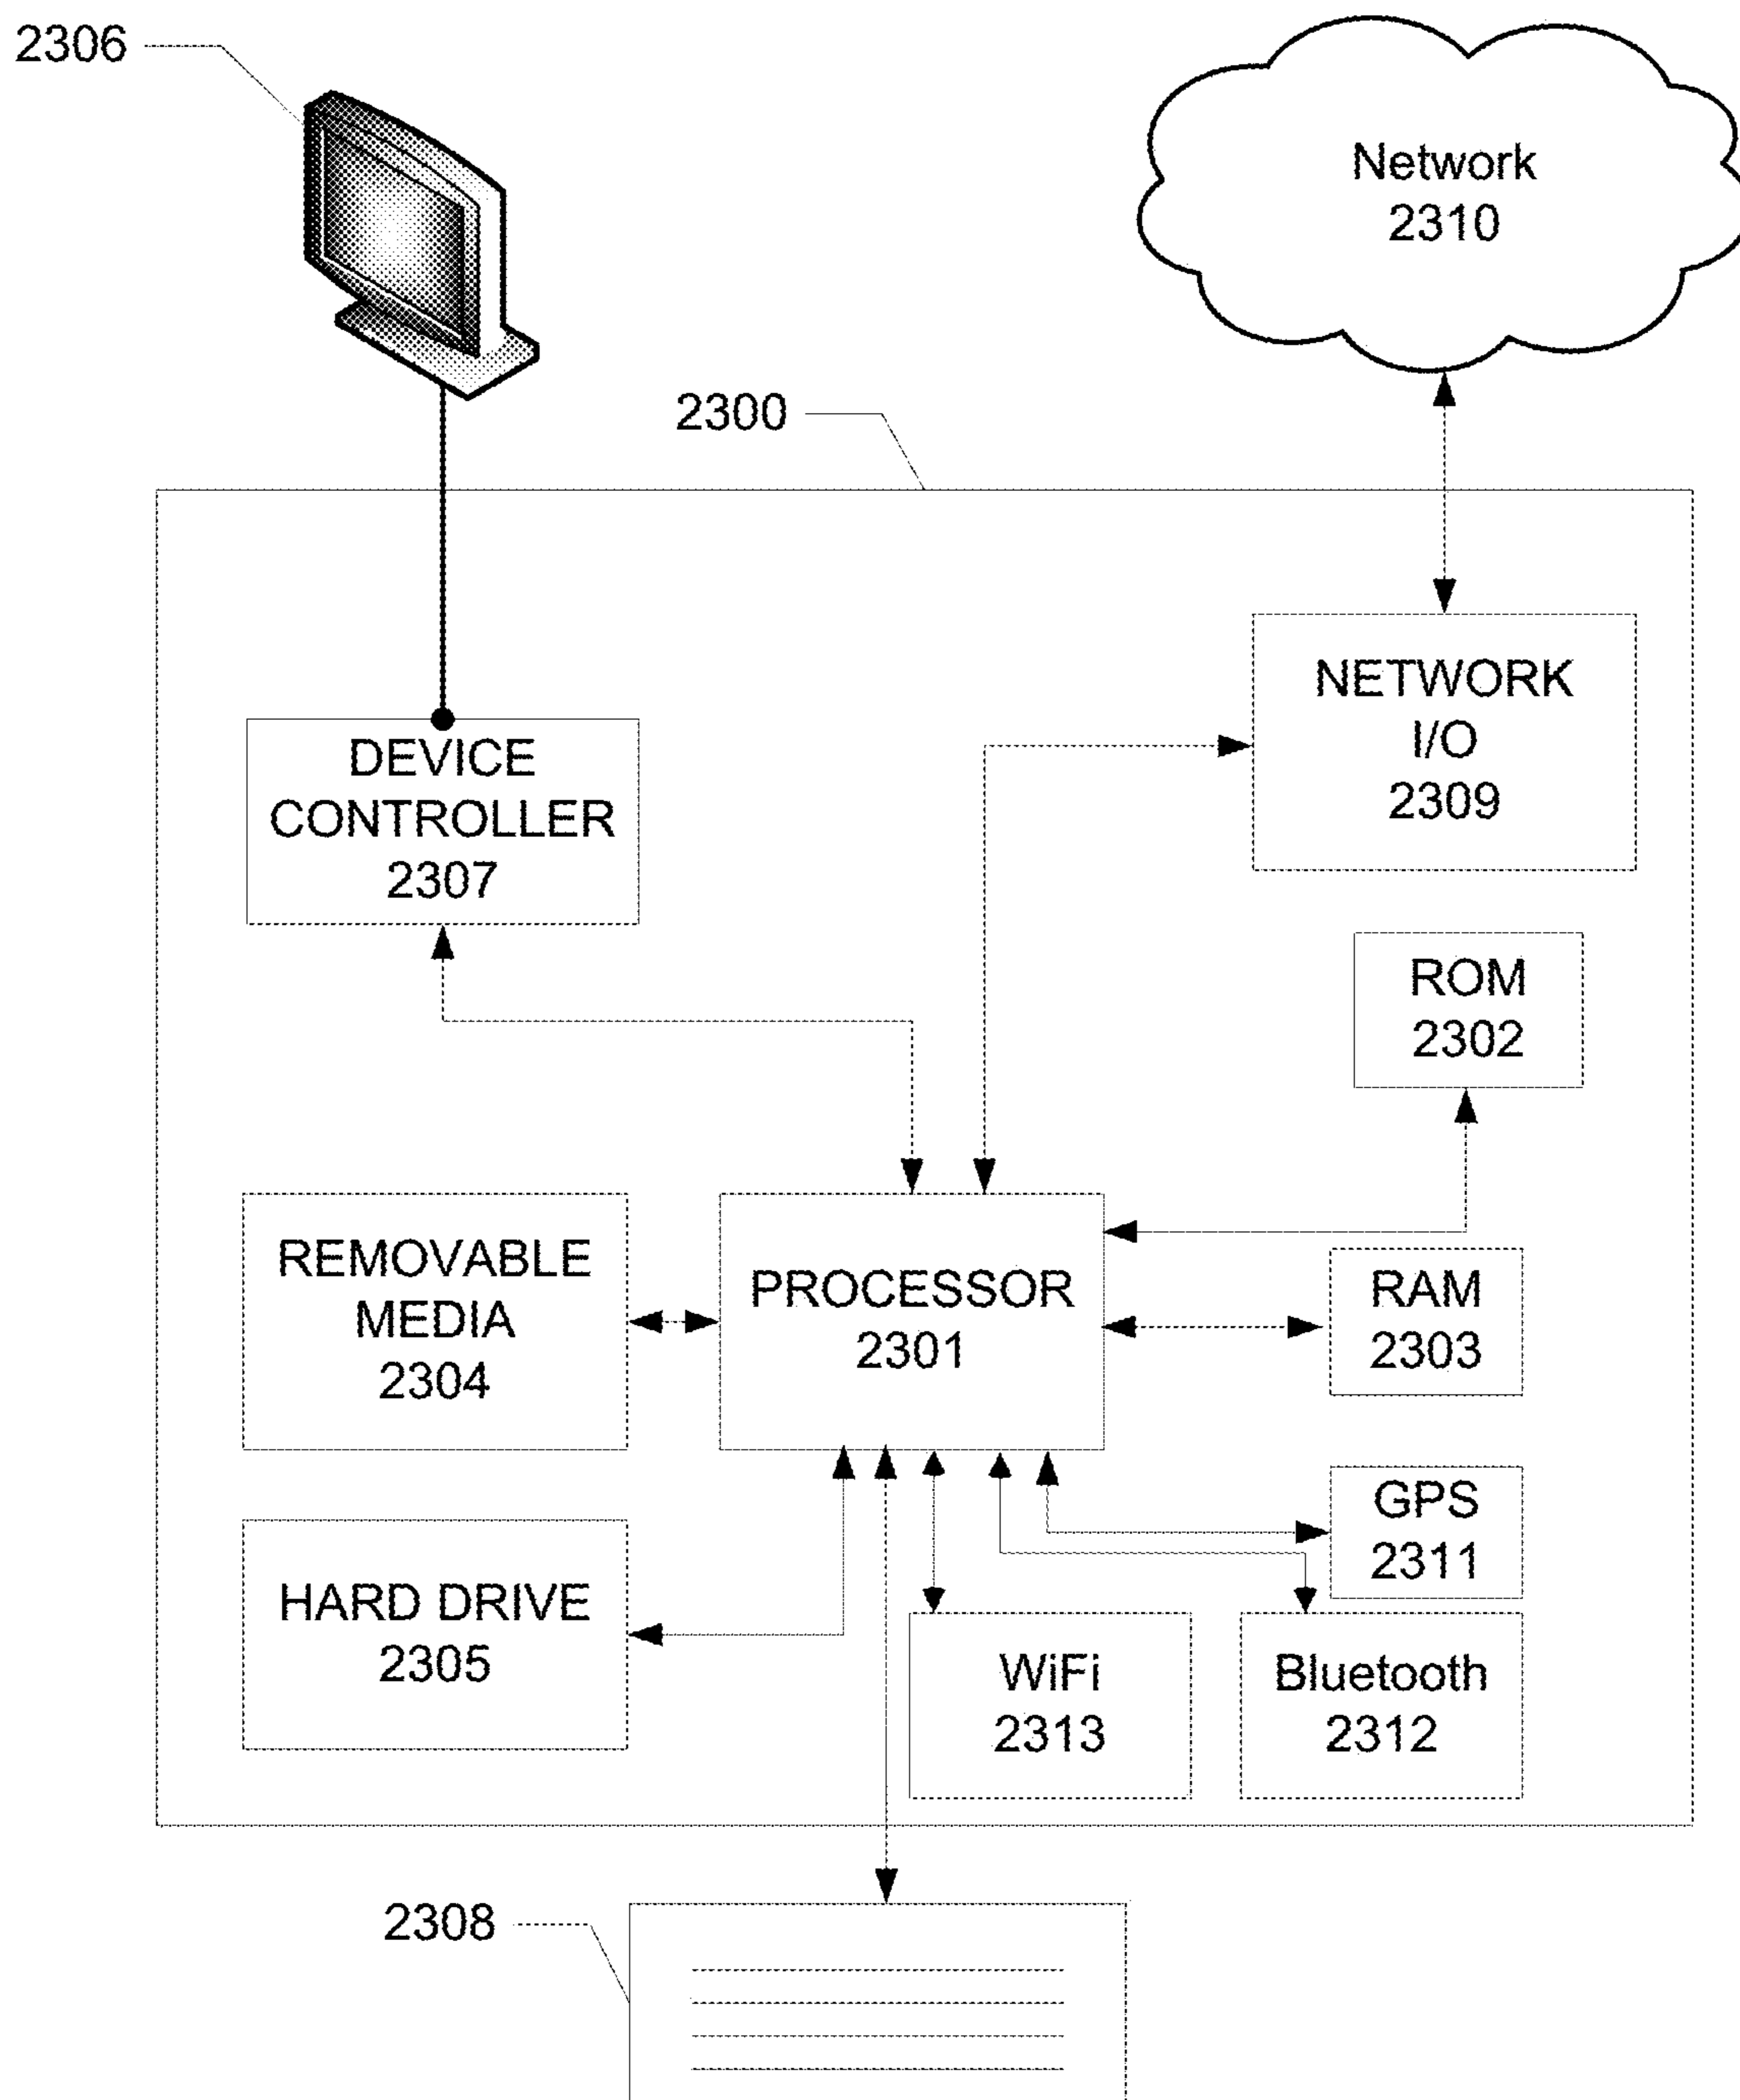 2306
Network
2310
2300
NETWORK
I/O
2309
DEVICE
CONTROLLER
2307
ROM
2302
REMOVABLE
MEDIA
2304
PROCESSOR
2301
RAM
2303
GPS
2311
HARD DRIVE
2305
WiFi
2313
Bluetooth
2312
2308